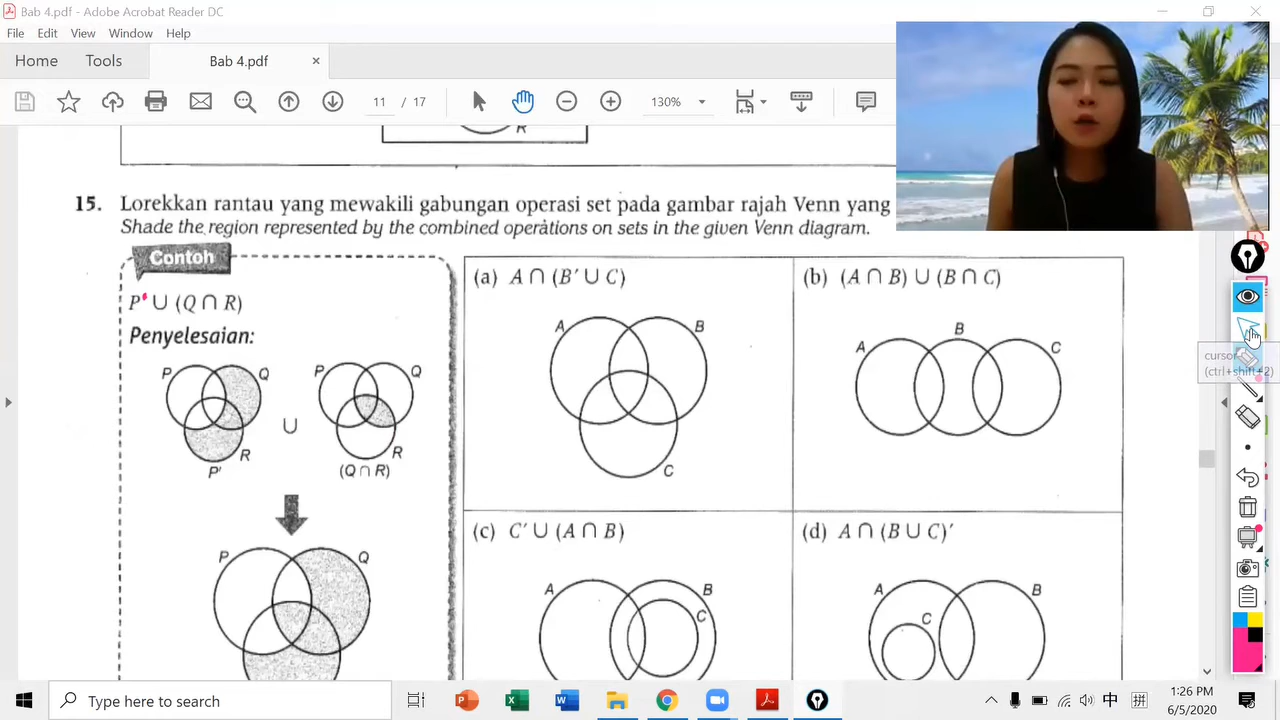 Bab 4.pdf - Adobe Acrobat Reader DC
File Edit View Window Help
Home Tools Bab 4.pdf ×
11 / 17 130%
R
15. Lorekkan rantau yang mewakili gabungan operasi set pada gambar rajah Venn yang
Shade the region represented by the combined operations on sets in the given Venn diagram.
Contoh
P' ∪ (Q ∩ R)
Penyelesaian:
P Q R
P'
∪
P Q R
(Q ∩ R)
P Q
(a) A ∩ (B′ ∪ C)
A B
C
(b) (A ∩ B) ∪ (B ∩ C)
A B C
(c) C′ ∪ (A ∩ B)
A B
C
(d) A ∩ (B ∪ C)′
A B
C
cursor
(ctrl+shift+2)
Type here to search
中 拼
1:26 PM
6/5/2020